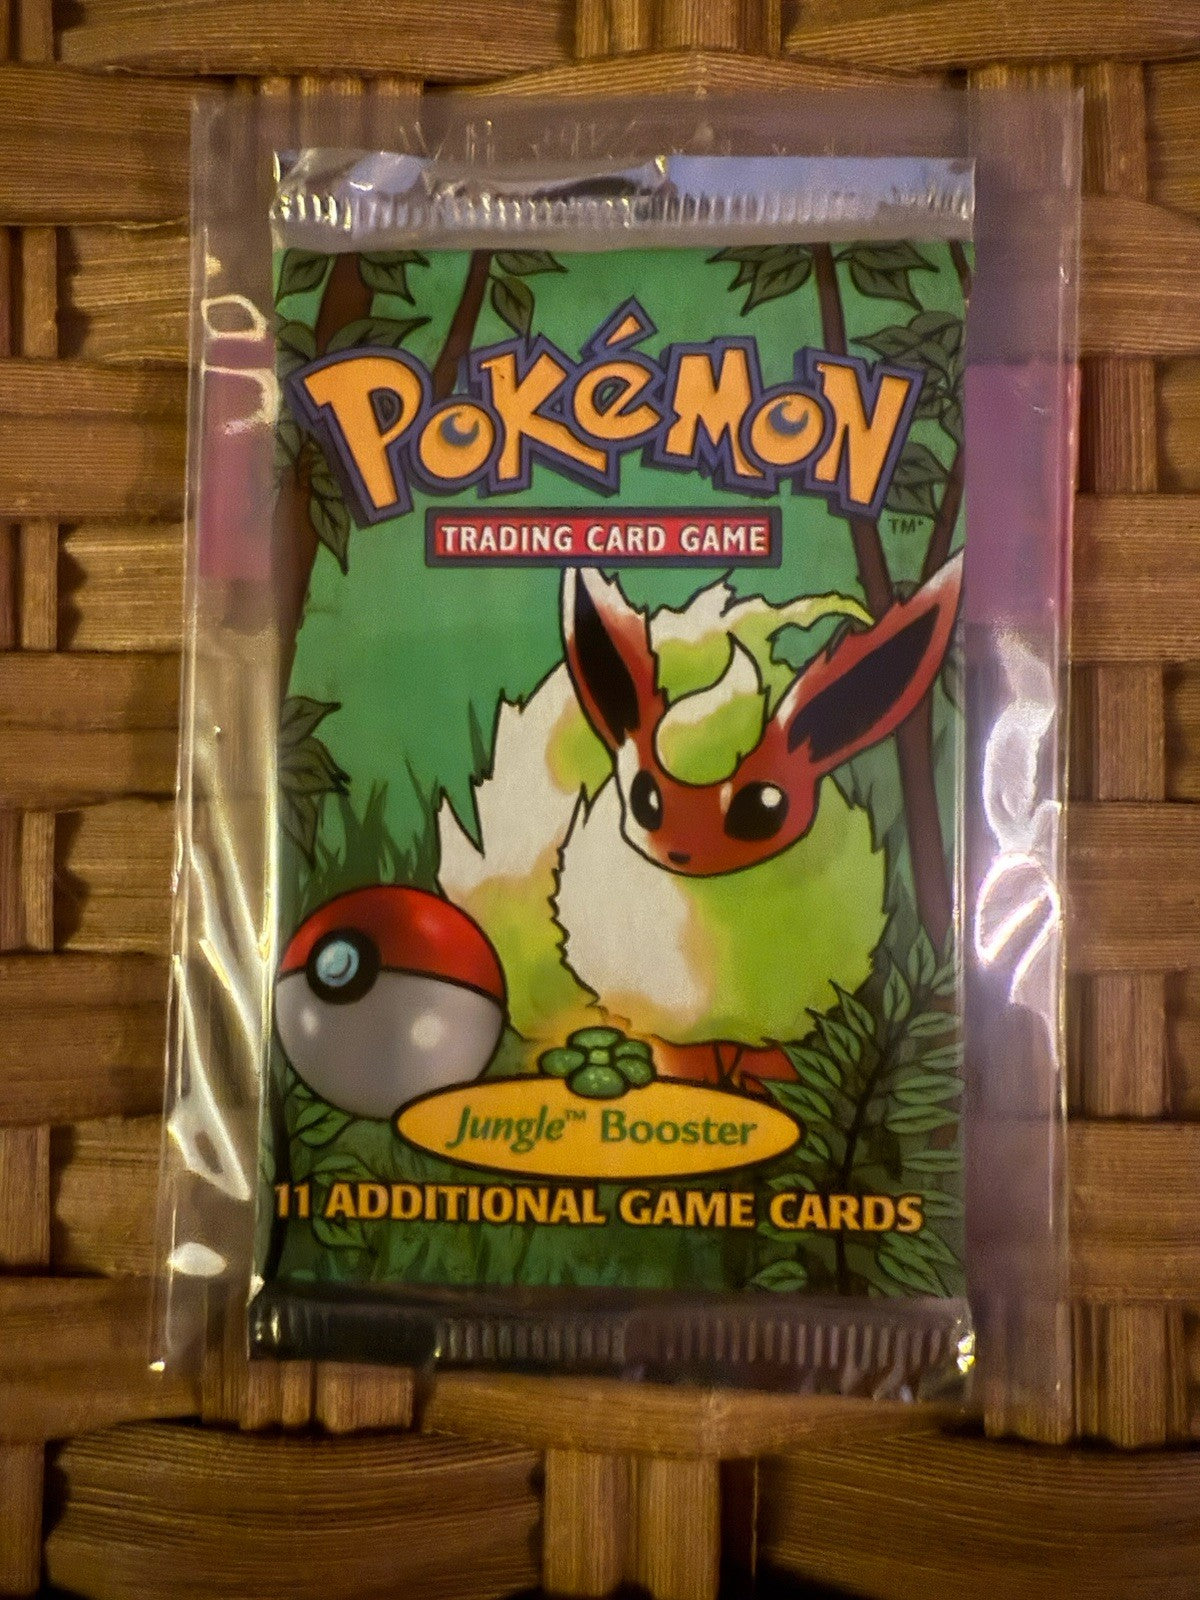 POKéMON
TM
TRADING CARD GAME
Jungle™ Booster
11 ADDITIONAL GAME CARDS